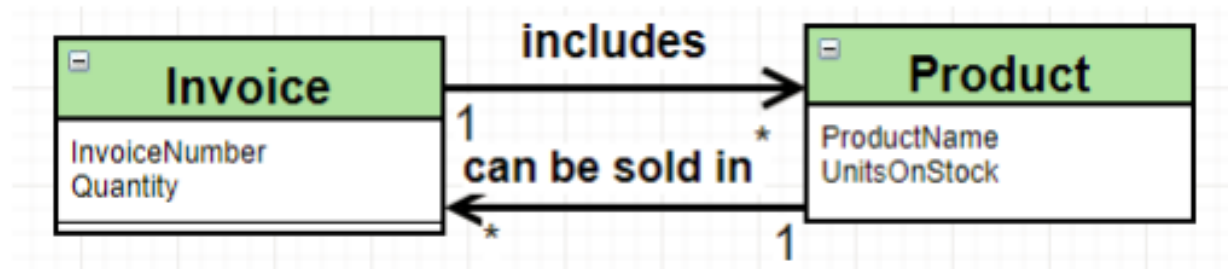 includes
Invoice
Product
1
*
InvoiceNumber
Quantity
ProductName
UnitsOnStock
can be sold in
*
1